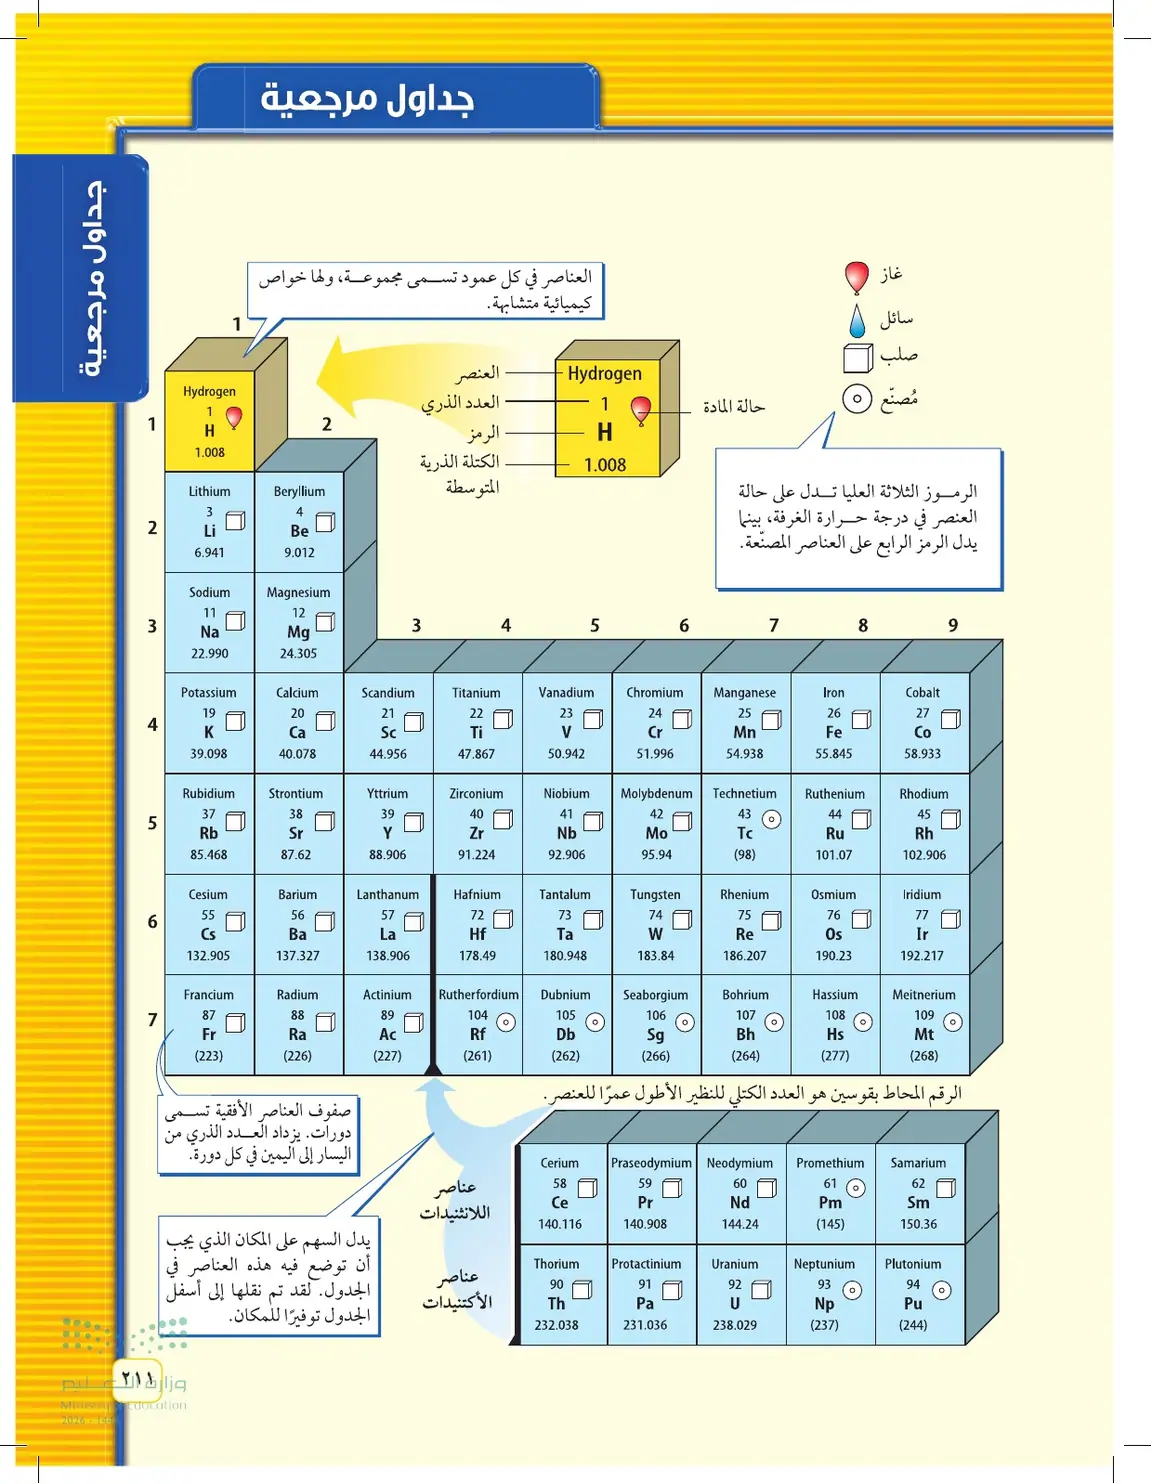 جداول مرجعية
جداول مرجعية
العناصر في كل عمود تسمى مجموعة، ولها خواص
كيميائية متشابهة.
غاز
سائل
صلب
مُصنّع
الرموز الثلاثة العليا تدل على حالة
العنصر في درجة حرارة الغرفة، بينما
يدل الرمز الرابع على العناصر المصنّعة.
العنصر
العدد الذري
الرمز
الكتلة الذرية
المتوسطة
Hydrogen
1
H
1.008
حالة المادة
1
2
3 4 5 6 7 8 9
1
Hydrogen
1
H
1.008
2
Lithium Beryllium
3 4
Li Be
6.941 9.012
3
Sodium Magnesium
11 12
Na Mg
22.990 24.305
4
Potassium Calcium Scandium Titanium Vanadium Chromium Manganese Iron Cobalt
19 20 21 22 23 24 25 26 27
K Ca Sc Ti V Cr Mn Fe Co
39.098 40.078 44.956 47.867 50.942 51.996 54.938 55.845 58.933
5
Rubidium Strontium Yttrium Zirconium Niobium Molybdenum Technetium Ruthenium Rhodium
37 38 39 40 41 42 43 44 45
Rb Sr Y Zr Nb Mo Tc Ru Rh
85.468 87.62 88.906 91.224 92.906 95.94 (98) 101.07 102.906
6
Cesium Barium Lanthanum Hafnium Tantalum Tungsten Rhenium Osmium Iridium
55 56 57 72 73 74 75 76 77
Cs Ba La Hf Ta W Re Os Ir
132.905 137.327 138.906 178.49 180.948 183.84 186.207 190.23 192.217
7
Francium Radium Actinium Rutherfordium Dubnium Seaborgium Bohrium Hassium Meitnerium
87 88 89 104 105 106 107 108 109
Fr Ra Ac Rf Db Sg Bh Hs Mt
(223) (226) (227) (261) (262) (266) (264) (277) (268)
الرقم المحاط بقوسين هو العدد الكتلي للنظير الأطول عمرًا للعنصر.
صفوف العناصر الأفقية تسمى
دورات. يزداد العدد الذري من
اليسار إلى اليمين في كل دورة.
عناصر
اللانثنيدات
Cerium Praseodymium Neodymium Promethium Samarium
58 59 60 61 62
Ce Pr Nd Pm Sm
140.116 140.908 144.24 (145) 150.36
عناصر
الأكتنيدات
Thorium Protactinium Uranium Neptunium Plutonium
90 91 92 93 94
Th Pa U Np Pu
232.038 231.036 238.029 (237) (244)
يدل السهم على المكان الذي يجب
أن توضع فيه هذه العناصر في
الجدول. لقد تم نقلها إلى أسفل
الجدول توفيرًا للمكان.
٢١١
وزارة التعليم